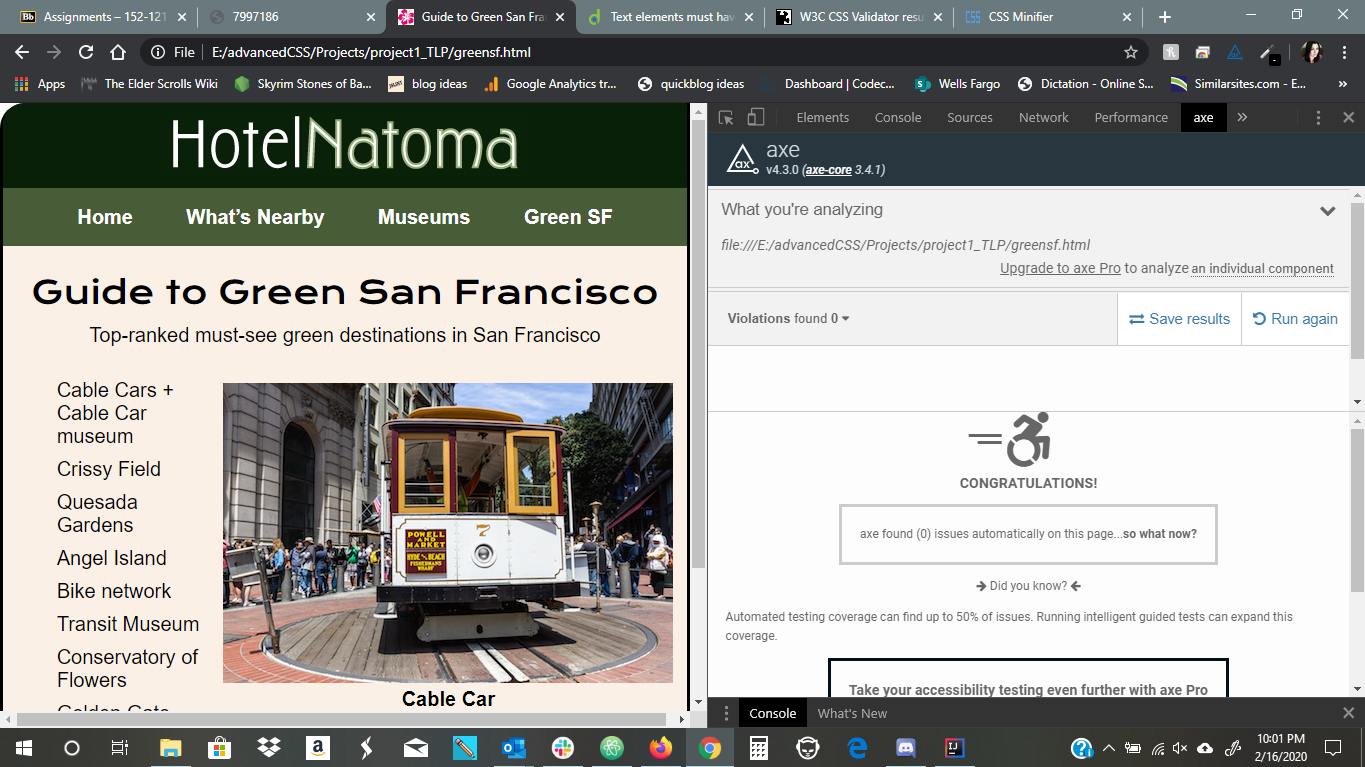 Assignments – 152-121
7997186
Guide to Green San Fra
Text elements must hav
W3C CSS Validator resu
CSS Minifier
File
E:/advancedCSS/Projects/project1_TLP/greensf.html
Apps
The Elder Scrolls Wiki
Skyrim Stones of Ba...
blog ideas
Google Analytics tr...
quickblog ideas
Dashboard | Codec...
Wells Fargo
Dictation - Online S...
Similarsites.com - E...
HotelNatoma
Home What's Nearby Museums Green SF
Guide to Green San Francisco
Top-ranked must-see green destinations in San Francisco
Cable Cars +
Cable Car
museum
Crissy Field
Quesada
Gardens
Angel Island
Bike network
Transit Museum
Conservatory of
Flowers
Golden Gate
7
POWELL
AND
MARKET
HYDE AND BEACH
FISHERMANS
WHARF
Cable Car
Elements Console Sources Network Performance axe
axe
v4.3.0 (axe-core 3.4.1)
What you're analyzing
file:///E:/advancedCSS/Projects/project1_TLP/greensf.html
Upgrade to axe Pro to analyze an individual component
Violations found 0
Save results
Run again
CONGRATULATIONS!
axe found (0) issues automatically on this page...so what now?
Did you know?
Automated testing coverage can find up to 50% of issues. Running intelligent guided tests can expand this
coverage.
Take your accessibility testing even further with axe Pro
Console What's New
10:01 PM
2/16/2020